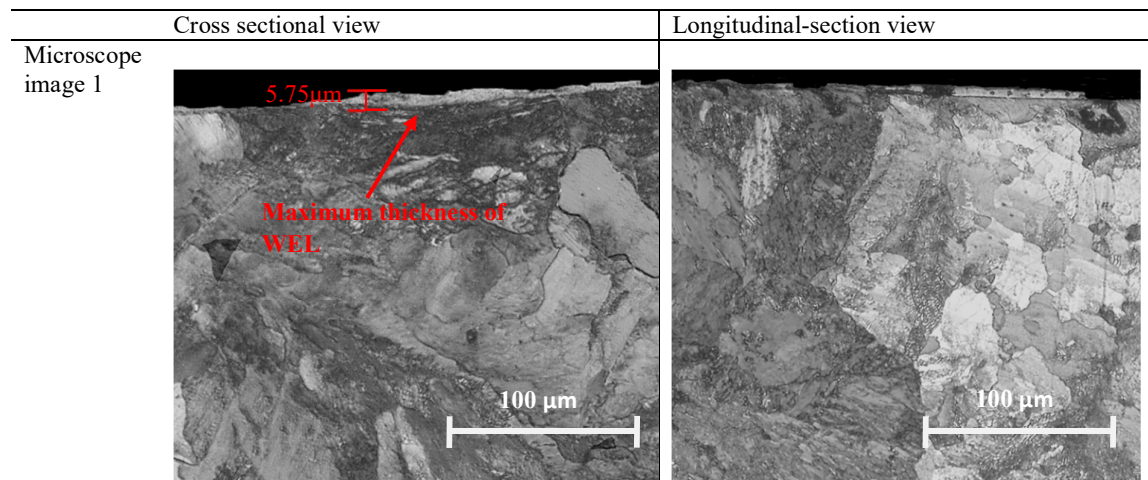 Cross sectional view
Longitudinal-section view
Microscope
image 1
5.75μm
Maximum thickness of
WEL
100 μm
100 μm